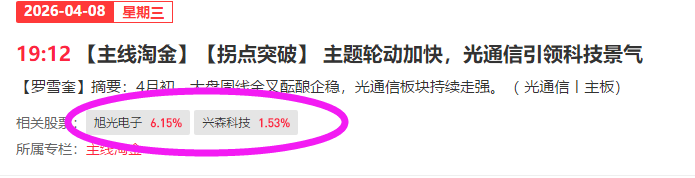 2026-04-08 星期三
19:12 【主线淘金】【拐点突破】 主题轮动加快，光通信引领科技景气
【罗雪奎】摘要：4月初，大盘周线金叉酝酿企稳，光通信板块持续走强。（ 光通信丨主板）
相关股票： 旭光电子 6.15% 兴森科技 1.53%
所属专栏： 主线淘金